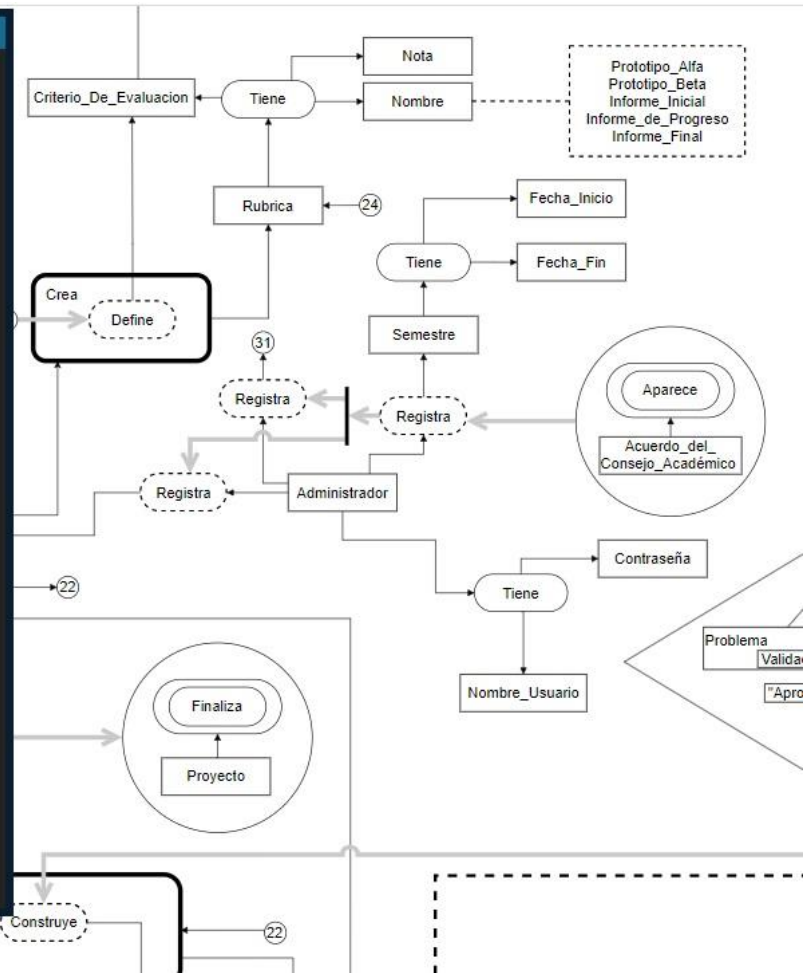 Nota
Prototipo_Alfa
Prototipo_Beta
Informe_Inicial
Informe_de_Progreso
Informe_Final
Criterio_De_Evaluacion
Tiene
Nombre
Rubrica
24
Fecha_Inicio
Tiene
Fecha_Fin
Crea
Define
Semestre
31
Registra
Registra
Aparece
Acuerdo_del_
Consejo_Académico
Registra
Administrador
Contraseña
22
Tiene
Problema
Nombre_Usuario
Finaliza
Proyecto
Construye
22